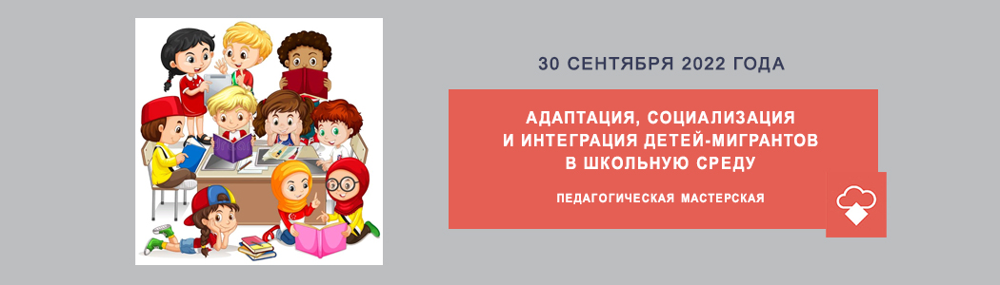 30 СЕНТЯБРЯ 2022 ГОДА
АДАПТАЦИЯ, СОЦИАЛИЗАЦИЯ
И ИНТЕГРАЦИЯ ДЕТЕЙ-МИГРАНТОВ
В ШКОЛЬНУЮ СРЕДУ
ПЕДАГОГИЧЕСКАЯ МАСТЕРСКАЯ